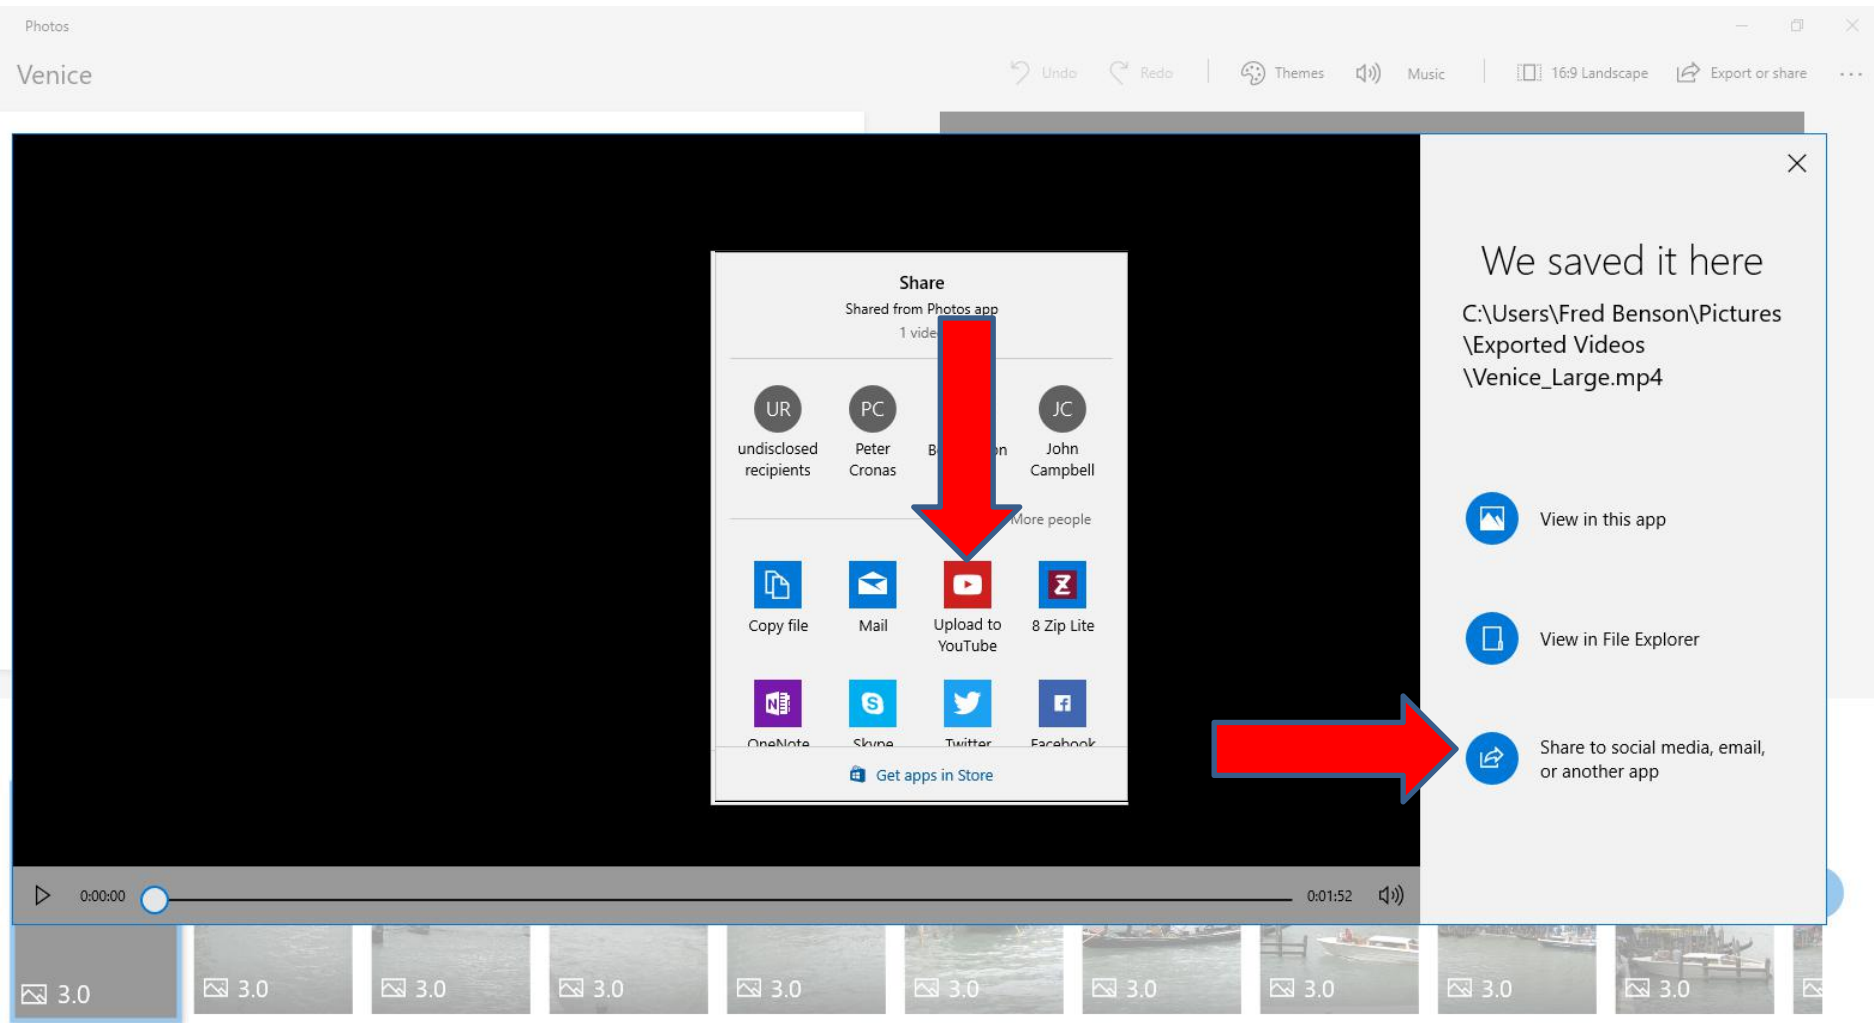 Photos
Venice
Undo
Redo
Themes
Music
16:9 Landscape
Export or share
Share
Shared from Photos app
1
UR
PC
JC
undisclosed
recipients
Peter
Cronas
John
Campbell
More people
Copy file
Mail
Upload to
YouTube
8 Zip Lite
OneNote
Skype
Twitter
Facebook
Get apps in Store
We saved it here
C:\Users\Fred Benson\Pictures
\Exported Videos
\Venice_Large.mp4
View in this app
View in File Explorer
Share to social media, email,
or another app
0:00:00
0:01:52
3.0
3.0
3.0
3.0
3.0
3.0
3.0
3.0
3.0
3.0